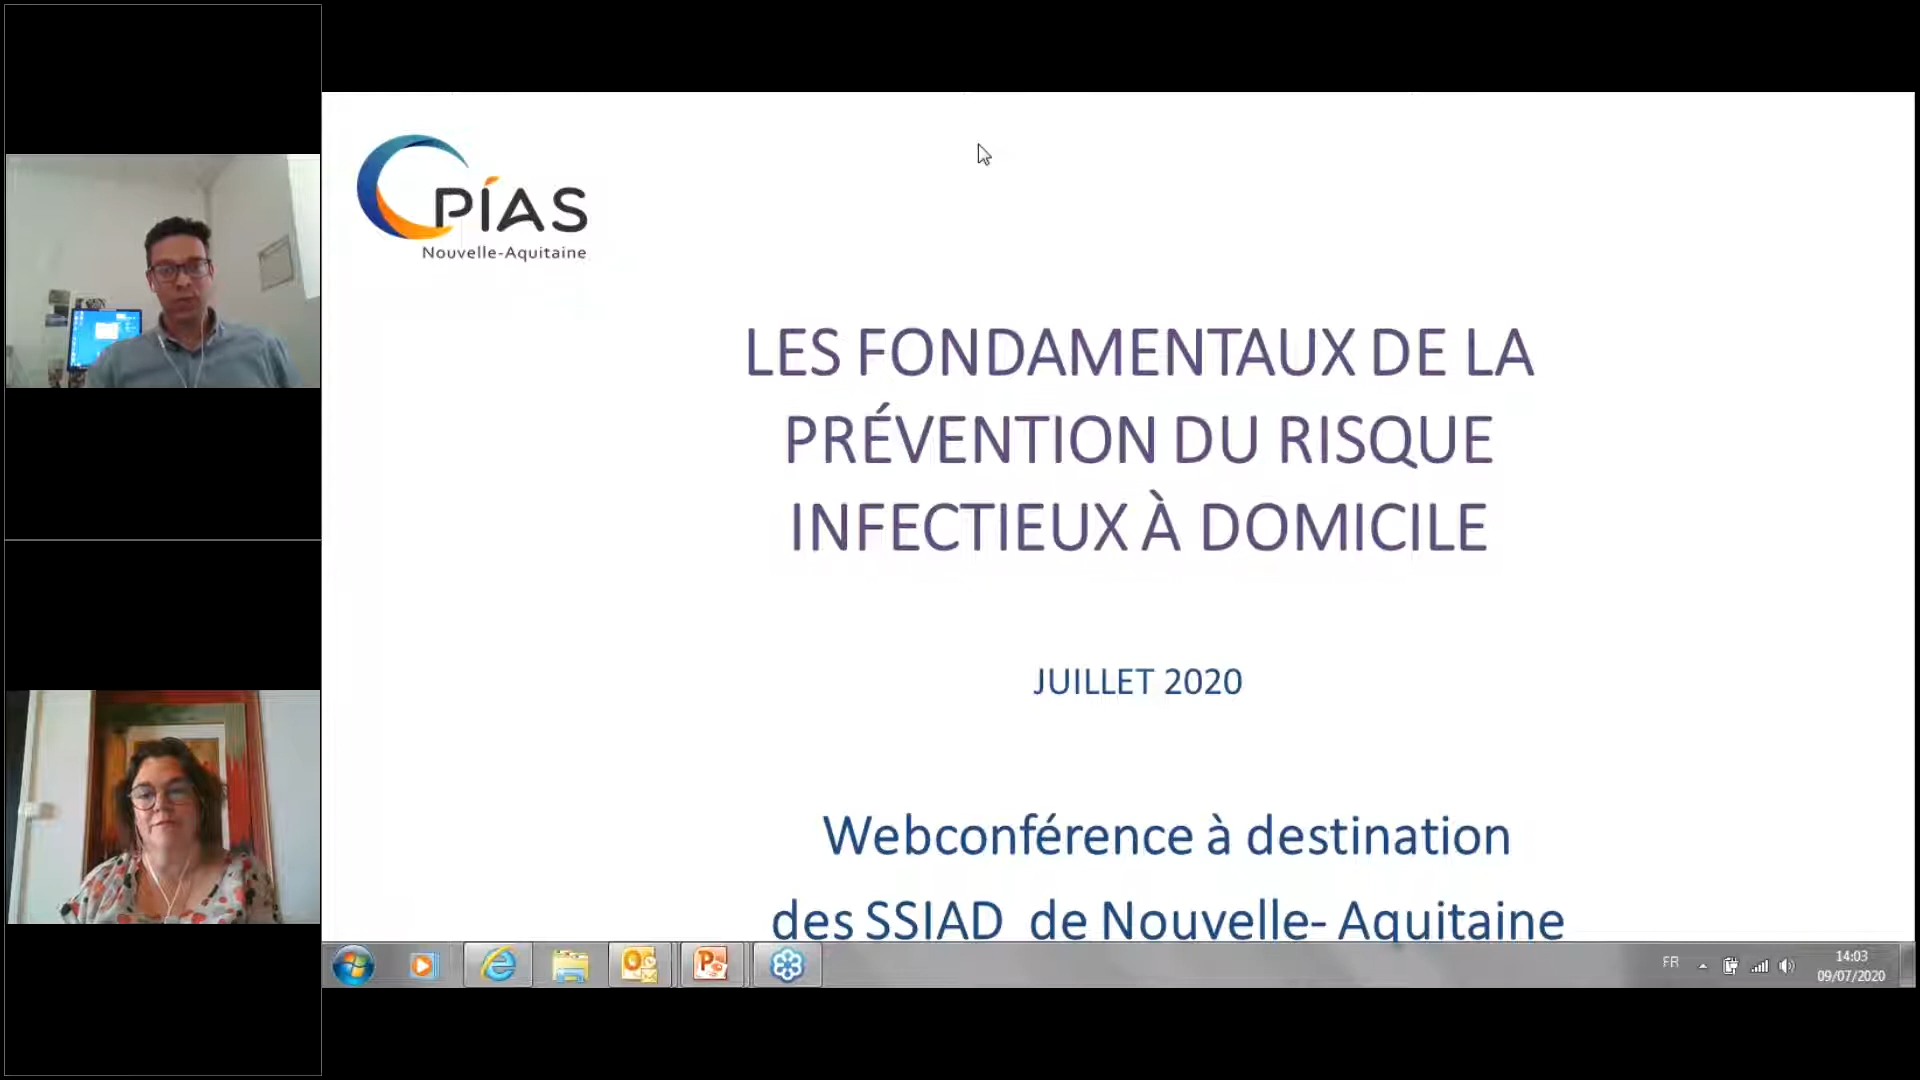 CPÍAS
Nouvelle-Aquitaine
LES FONDAMENTAUX DE LA
PRÉVENTION DU RISQUE
INFECTIEUX À DOMICILE
JUILLET 2020
Webconférence à destination
des SSIAD de Nouvelle- Aquitaine
FR
14:03
09/07/2020